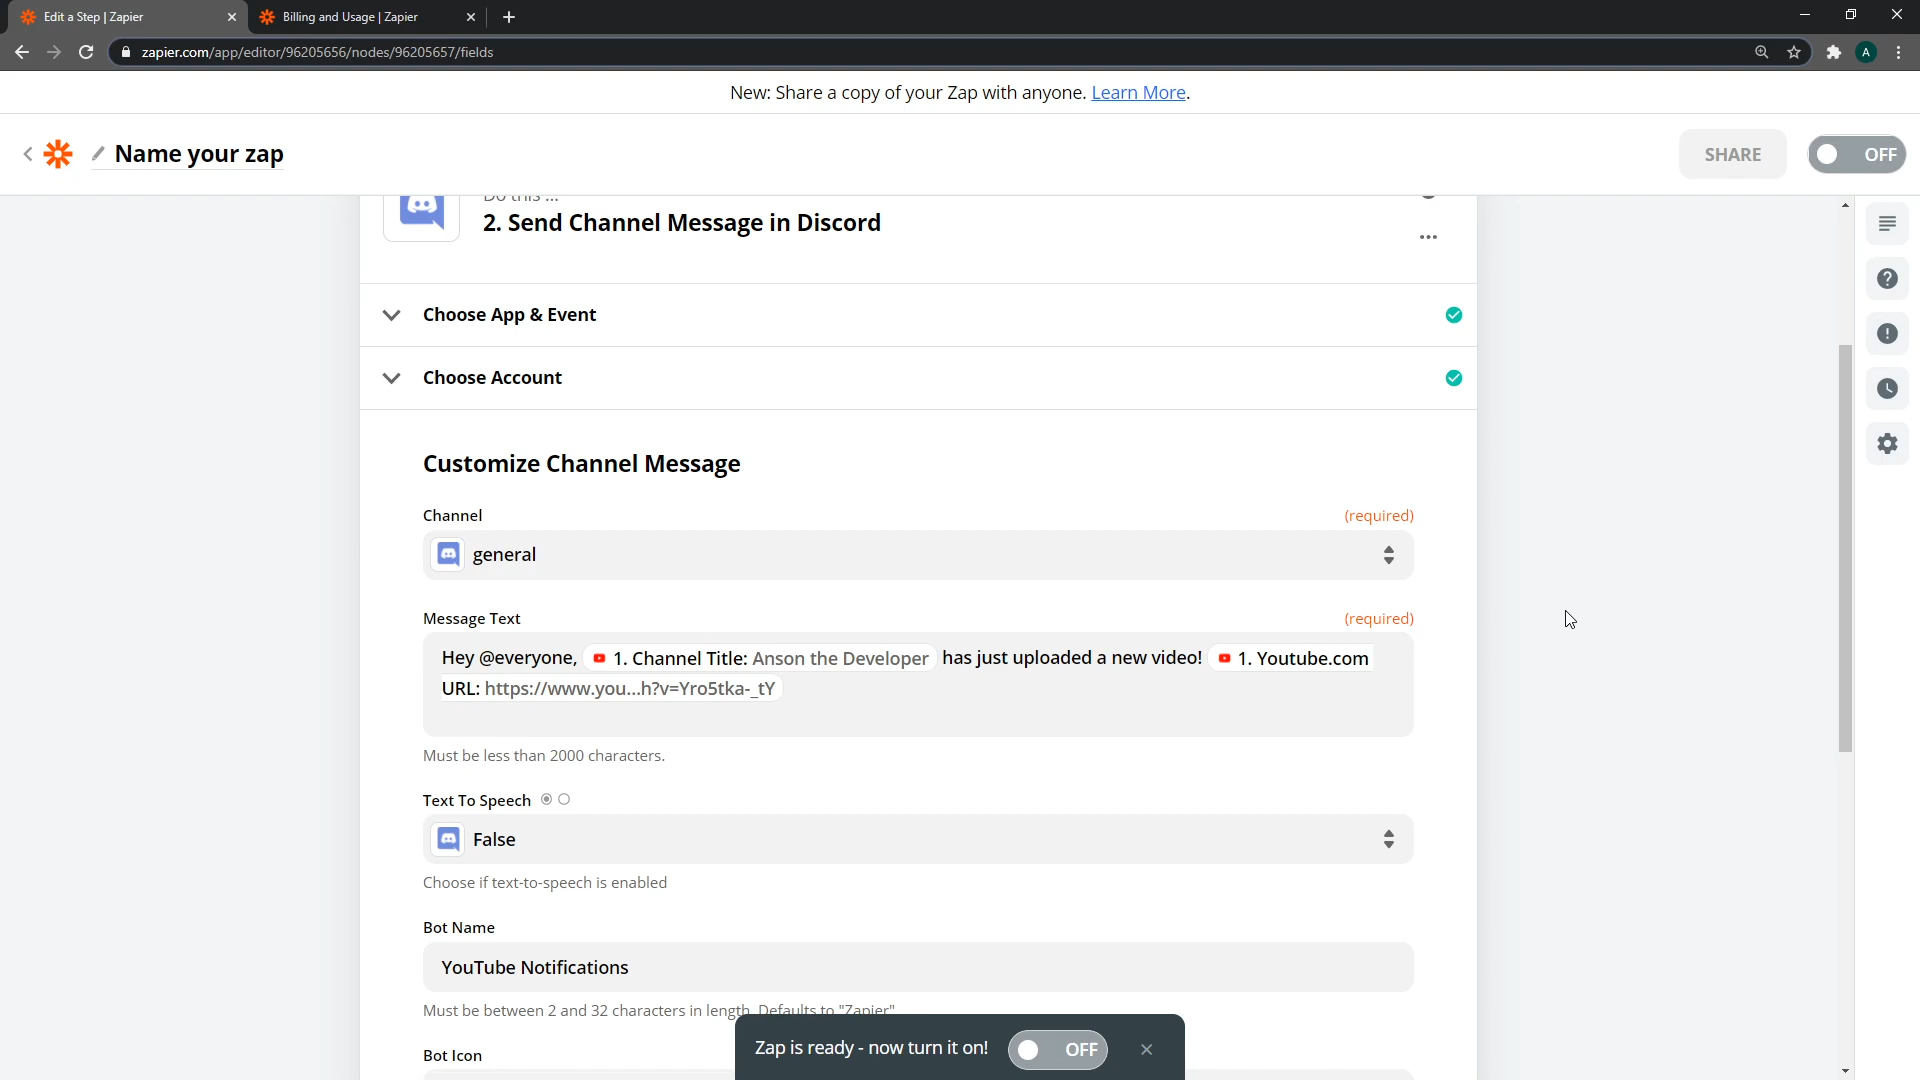 Edit a Step | Zapier
Billing and Usage | Zapier
zapier.com/app/editor/96205656/nodes/96205657/fields
A
New: Share a copy of your Zap with anyone. Learn More.
Name your zap
SHARE
OFF
Do this ...
2. Send Channel Message in Discord
Choose App & Event
Choose Account
Customize Channel Message
Channel
(required)
general
Message Text
(required)
Hey @everyone, 1. Channel Title: Anson the Developer has just uploaded a new video! 1. Youtube.com
URL: https://www.you...h?v=Yro5tka-_tY
Must be less than 2000 characters.
Text To Speech
False
Choose if text-to-speech is enabled
Bot Name
YouTube Notifications
Must be between 2 and 32 characters in length. Defaults to "Zapier"
Bot Icon
Zap is ready - now turn it on!
OFF